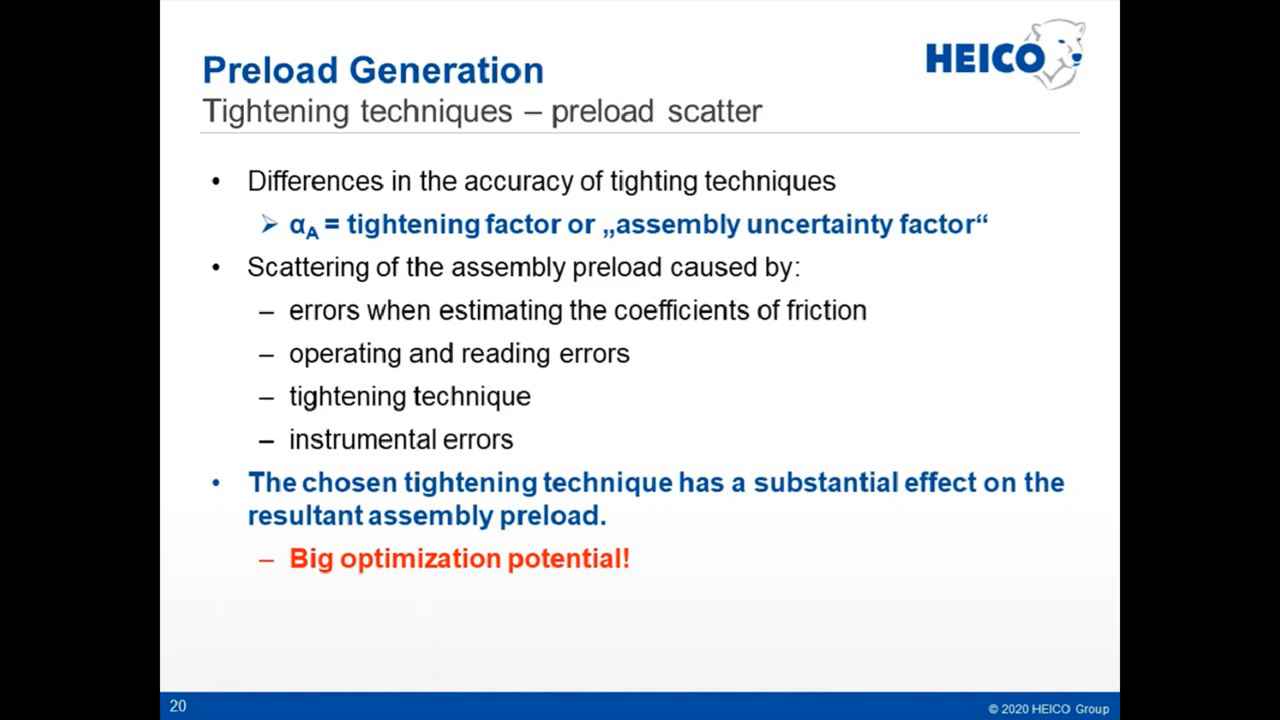 HEICO
Preload Generation
Tightening techniques – preload scatter
• Differences in the accuracy of tighting techniques
➢ αA = tightening factor or „assembly uncertainty factor“
• Scattering of the assembly preload caused by:
– errors when estimating the coefficients of friction
– operating and reading errors
– tightening technique
– instrumental errors
• The chosen tightening technique has a substantial effect on the
resultant assembly preload.
– Big optimization potential!
20
© 2020 HEICO Group